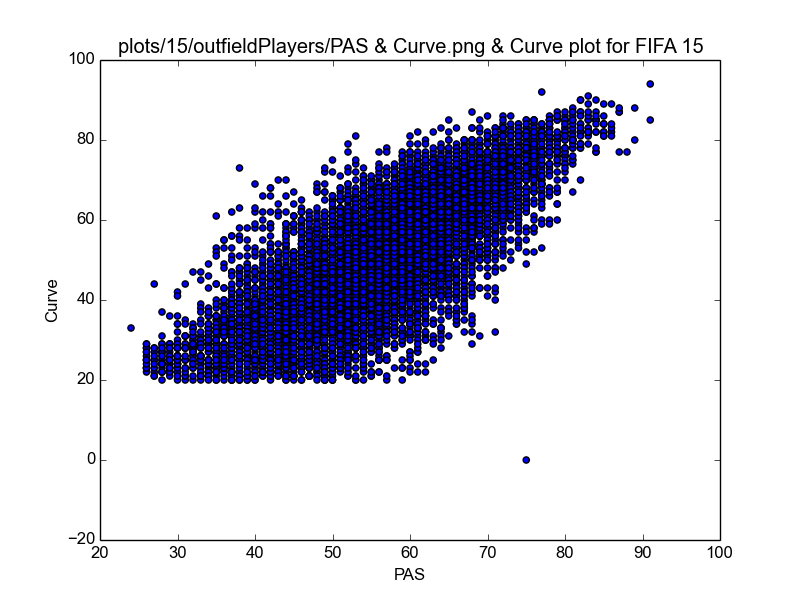 plots/15/outfieldPlayers/PAS & Curve.png & Curve plot for FIFA 15
100
80
60
40
20
0
−20
Curve
20 30 40 50 60 70 80 90 100
PAS